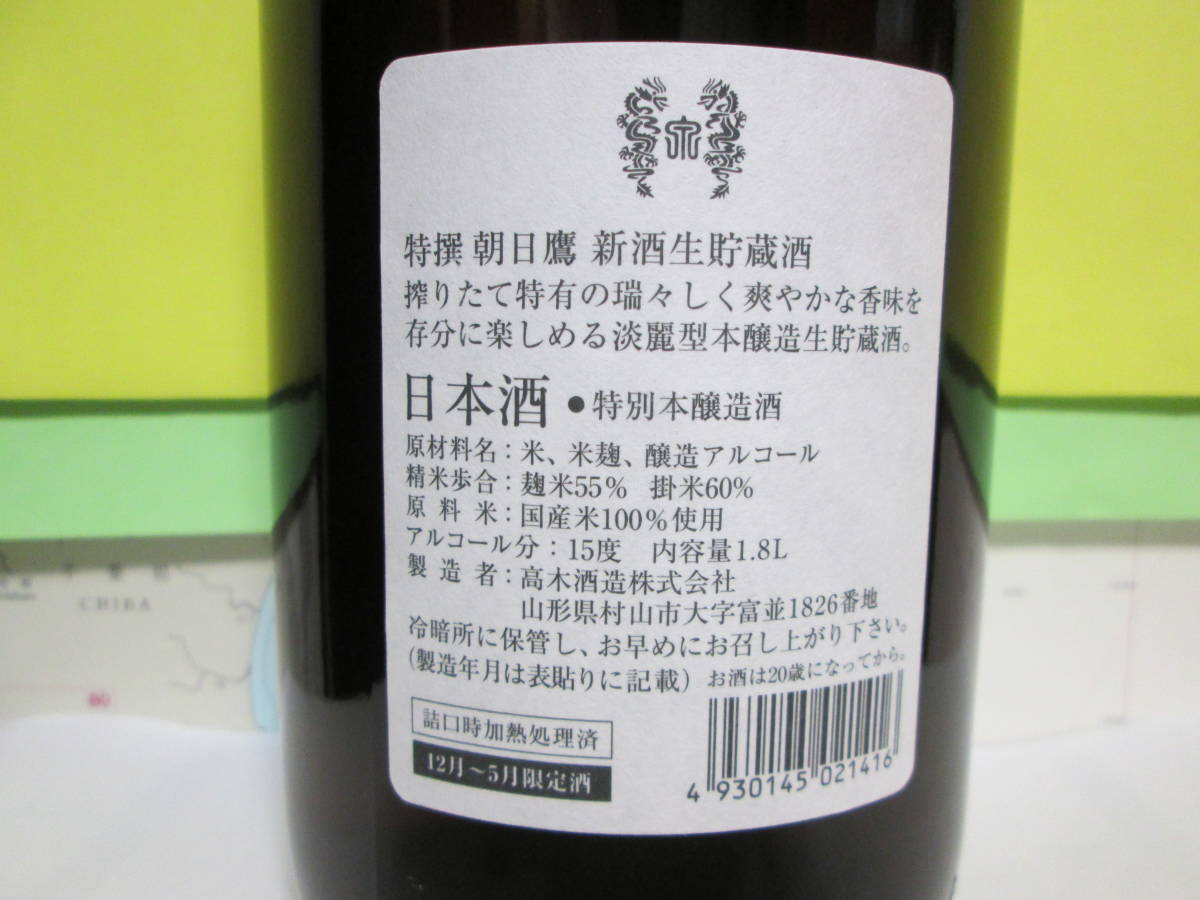 特撰 朝日鷹 新酒生貯蔵酒
搾りたて特有の瑞々しく爽やかな香味を
存分に楽しめる淡麗型本醸造生貯蔵酒。
日本酒 ●特別本醸造酒
原材料名：米、米麹、醸造アルコール
精米歩合：麹米55% 掛米60%
原料米：国産米100%使用
アルコール分：15度 内容量1.8L
製造者：高木酒造株式会社
山形県村山市大字富並1826番地
冷暗所に保管し、お早めにお召し上がり下さい。
(製造年月は表貼りに記載) お酒は20歳になってから。
詰口時加熱処理済
12月〜5月限定酒
4 930145 021416
CHIBA